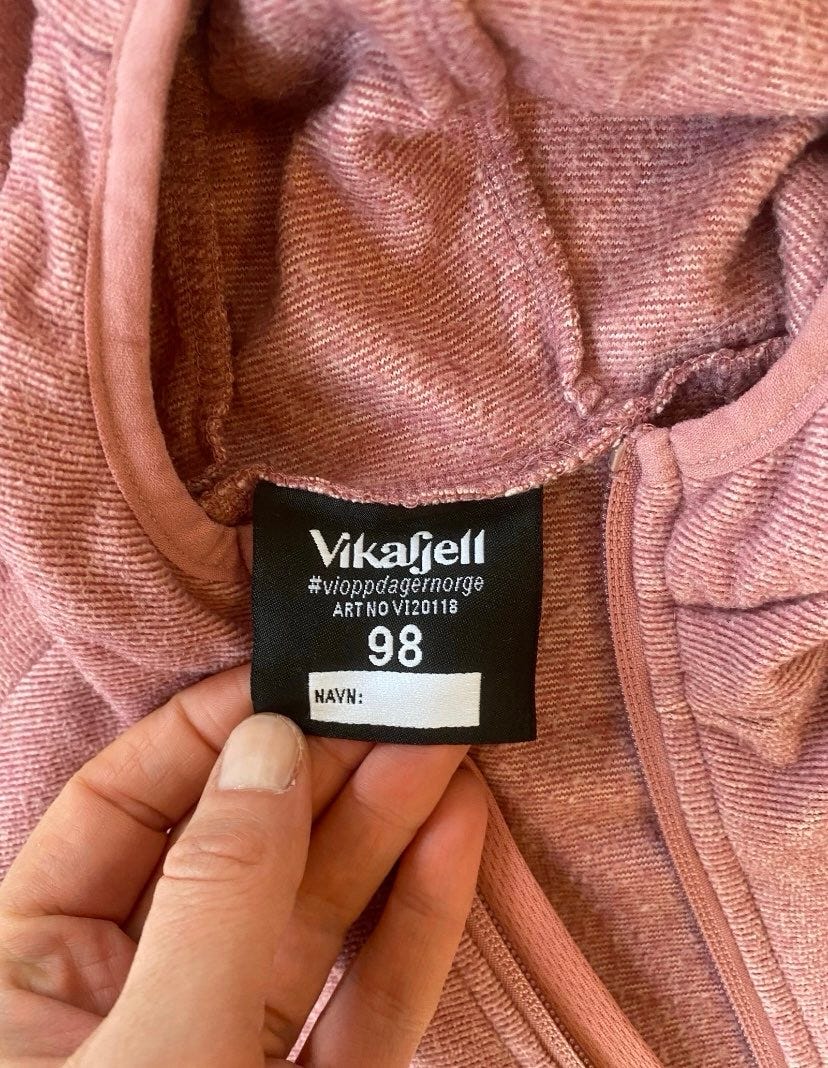 Vikafjell
#vioppdagernorge
ART NO VI20118
98
NAVN: